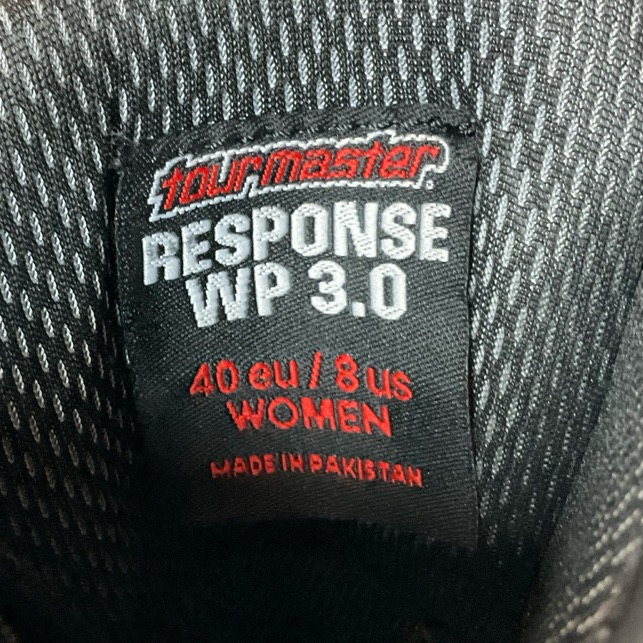 tourmaster
RESPONSE
WP 3.0
40 eu / 8 us
WOMEN
MADE IN PAKISTAN